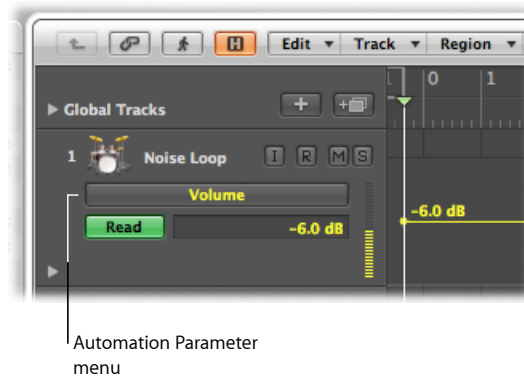 H Edit Track Region
0 1
Global Tracks + +
1 Noise Loop I R M S
Volume
Read -6.0 dB
-6.0 dB
Automation Parameter
menu